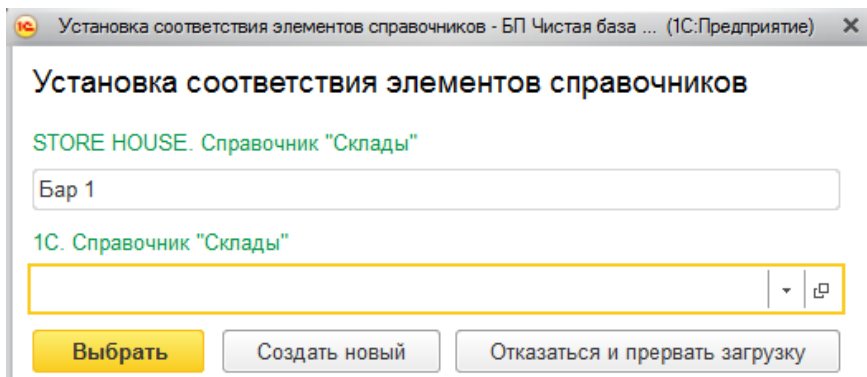 1С Установка соответствия элементов справочников - БП Чистая база ... (1С:Предприятие)
Установка соответствия элементов справочников
STORE HOUSE. Справочник "Склады"
Бар 1
1С. Справочник "Склады"
Выбрать Создать новый Отказаться и прервать загрузку